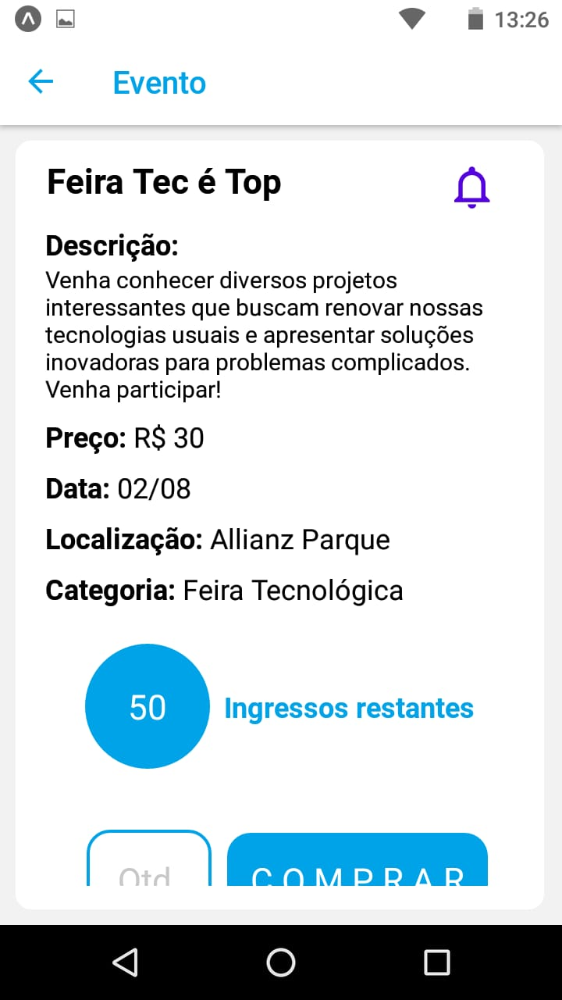 13:26
Evento
Feira Tec é Top
Descrição:
Venha conhecer diversos projetos
interessantes que buscam renovar nossas
tecnologias usuais e apresentar soluções
inovadoras para problemas complicados.
Venha participar!
Preço: R$ 30
Data: 02/08
Localização: Allianz Parque
Categoria: Feira Tecnológica
50 Ingressos restantes
Qtd COMPRAR